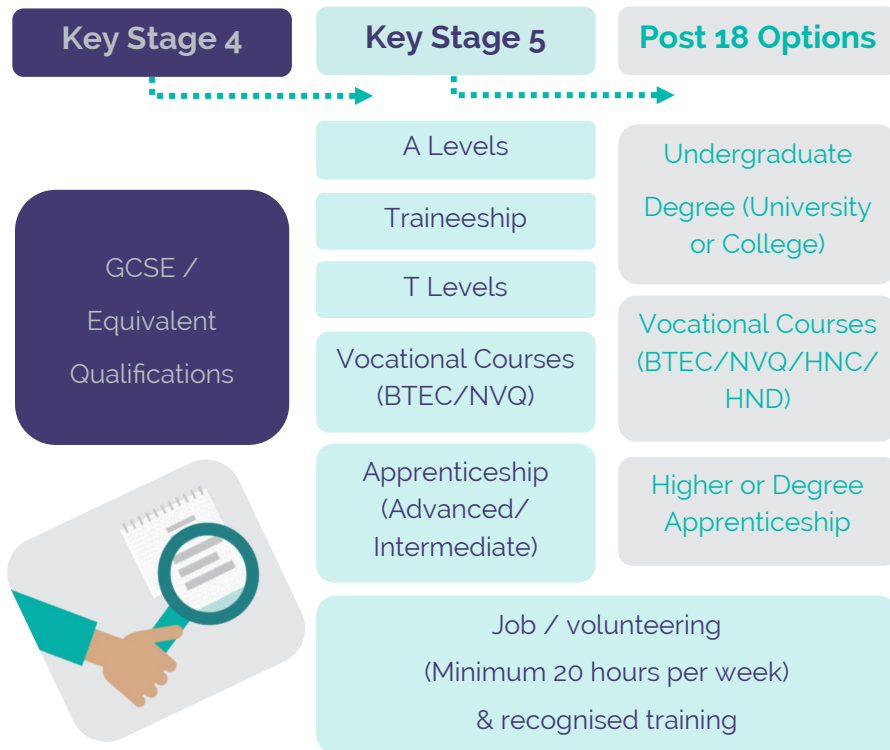 Key Stage 4
Key Stage 5
Post 18 Options
GCSE /
Equivalent
Qualifications
A Levels
Traineeship
T Levels
Vocational Courses
(BTEC/NVQ)
Apprenticeship
(Advanced/
Intermediate)
Undergraduate
Degree (University
or College)
Vocational Courses
(BTEC/NVQ/HNC/
HND)
Higher or Degree
Apprenticeship
Job / volunteering
(Minimum 20 hours per week)
& recognised training